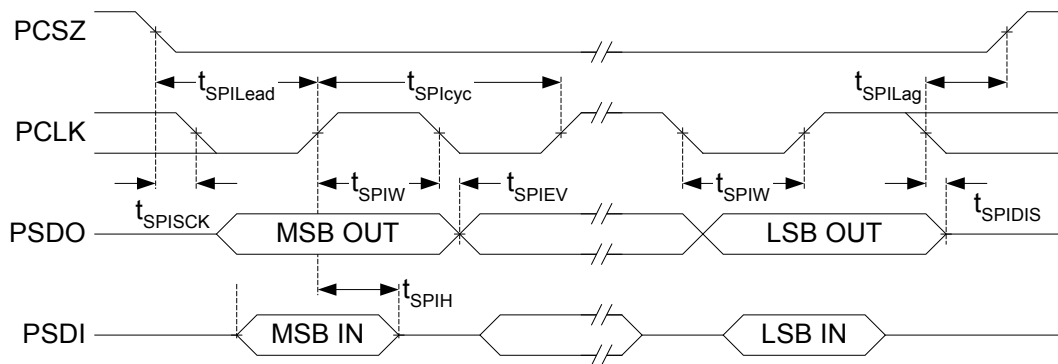 PCSZ
tSPILead
tSPIcyc
tSPILag
PCLK
tSPISCK
tSPIW
tSPIEV
tSPIW
tSPIDIS
PSDO
MSB OUT
LSB OUT
tSPIH
PSDI
MSB IN
LSB IN